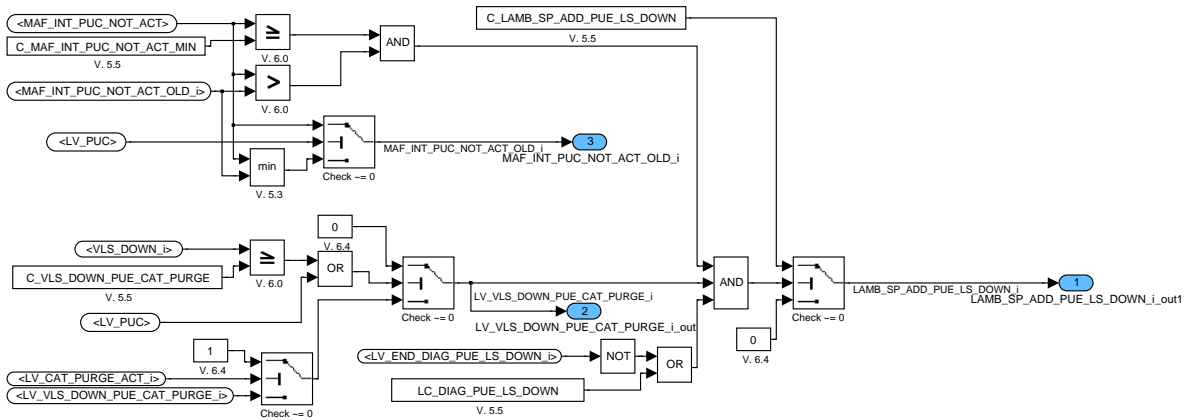 <MAF_INT_PUC_NOT_ACT>
C_MAF_INT_PUC_NOT_ACT_MIN
V. 5.5
≥
V. 6.0
AND
C_LAMB_SP_ADD_PUE_LS_DOWN
V. 5.5
<MAF_INT_PUC_NOT_ACT_OLD_i>
>
V. 6.0
<LV_PUC>
min
V. 5.3
Check ~= 0
MAF_INT_PUC_NOT_ACT_OLD_i
3
MAF_INT_PUC_NOT_ACT_OLD_i
<VLS_DOWN_i>
C_VLS_DOWN_PUE_CAT_PURGE
V. 5.5
≥
V. 6.0
0
V. 6.4
OR
<LV_PUC>
Check ~= 0
LV_VLS_DOWN_PUE_CAT_PURGE_i
2
LV_VLS_DOWN_PUE_CAT_PURGE_i_out
1
V. 6.4
<LV_CAT_PURGE_ACT_i>
<LV_VLS_DOWN_PUE_CAT_PURGE_i>
Check ~= 0
<LV_END_DIAG_PUE_LS_DOWN_i>
NOT
LC_DIAG_PUE_LS_DOWN
V. 5.5
OR
AND
0
V. 6.4
Check ~= 0
LAMB_SP_ADD_PUE_LS_DOWN_i
1
LAMB_SP_ADD_PUE_LS_DOWN_i_out1